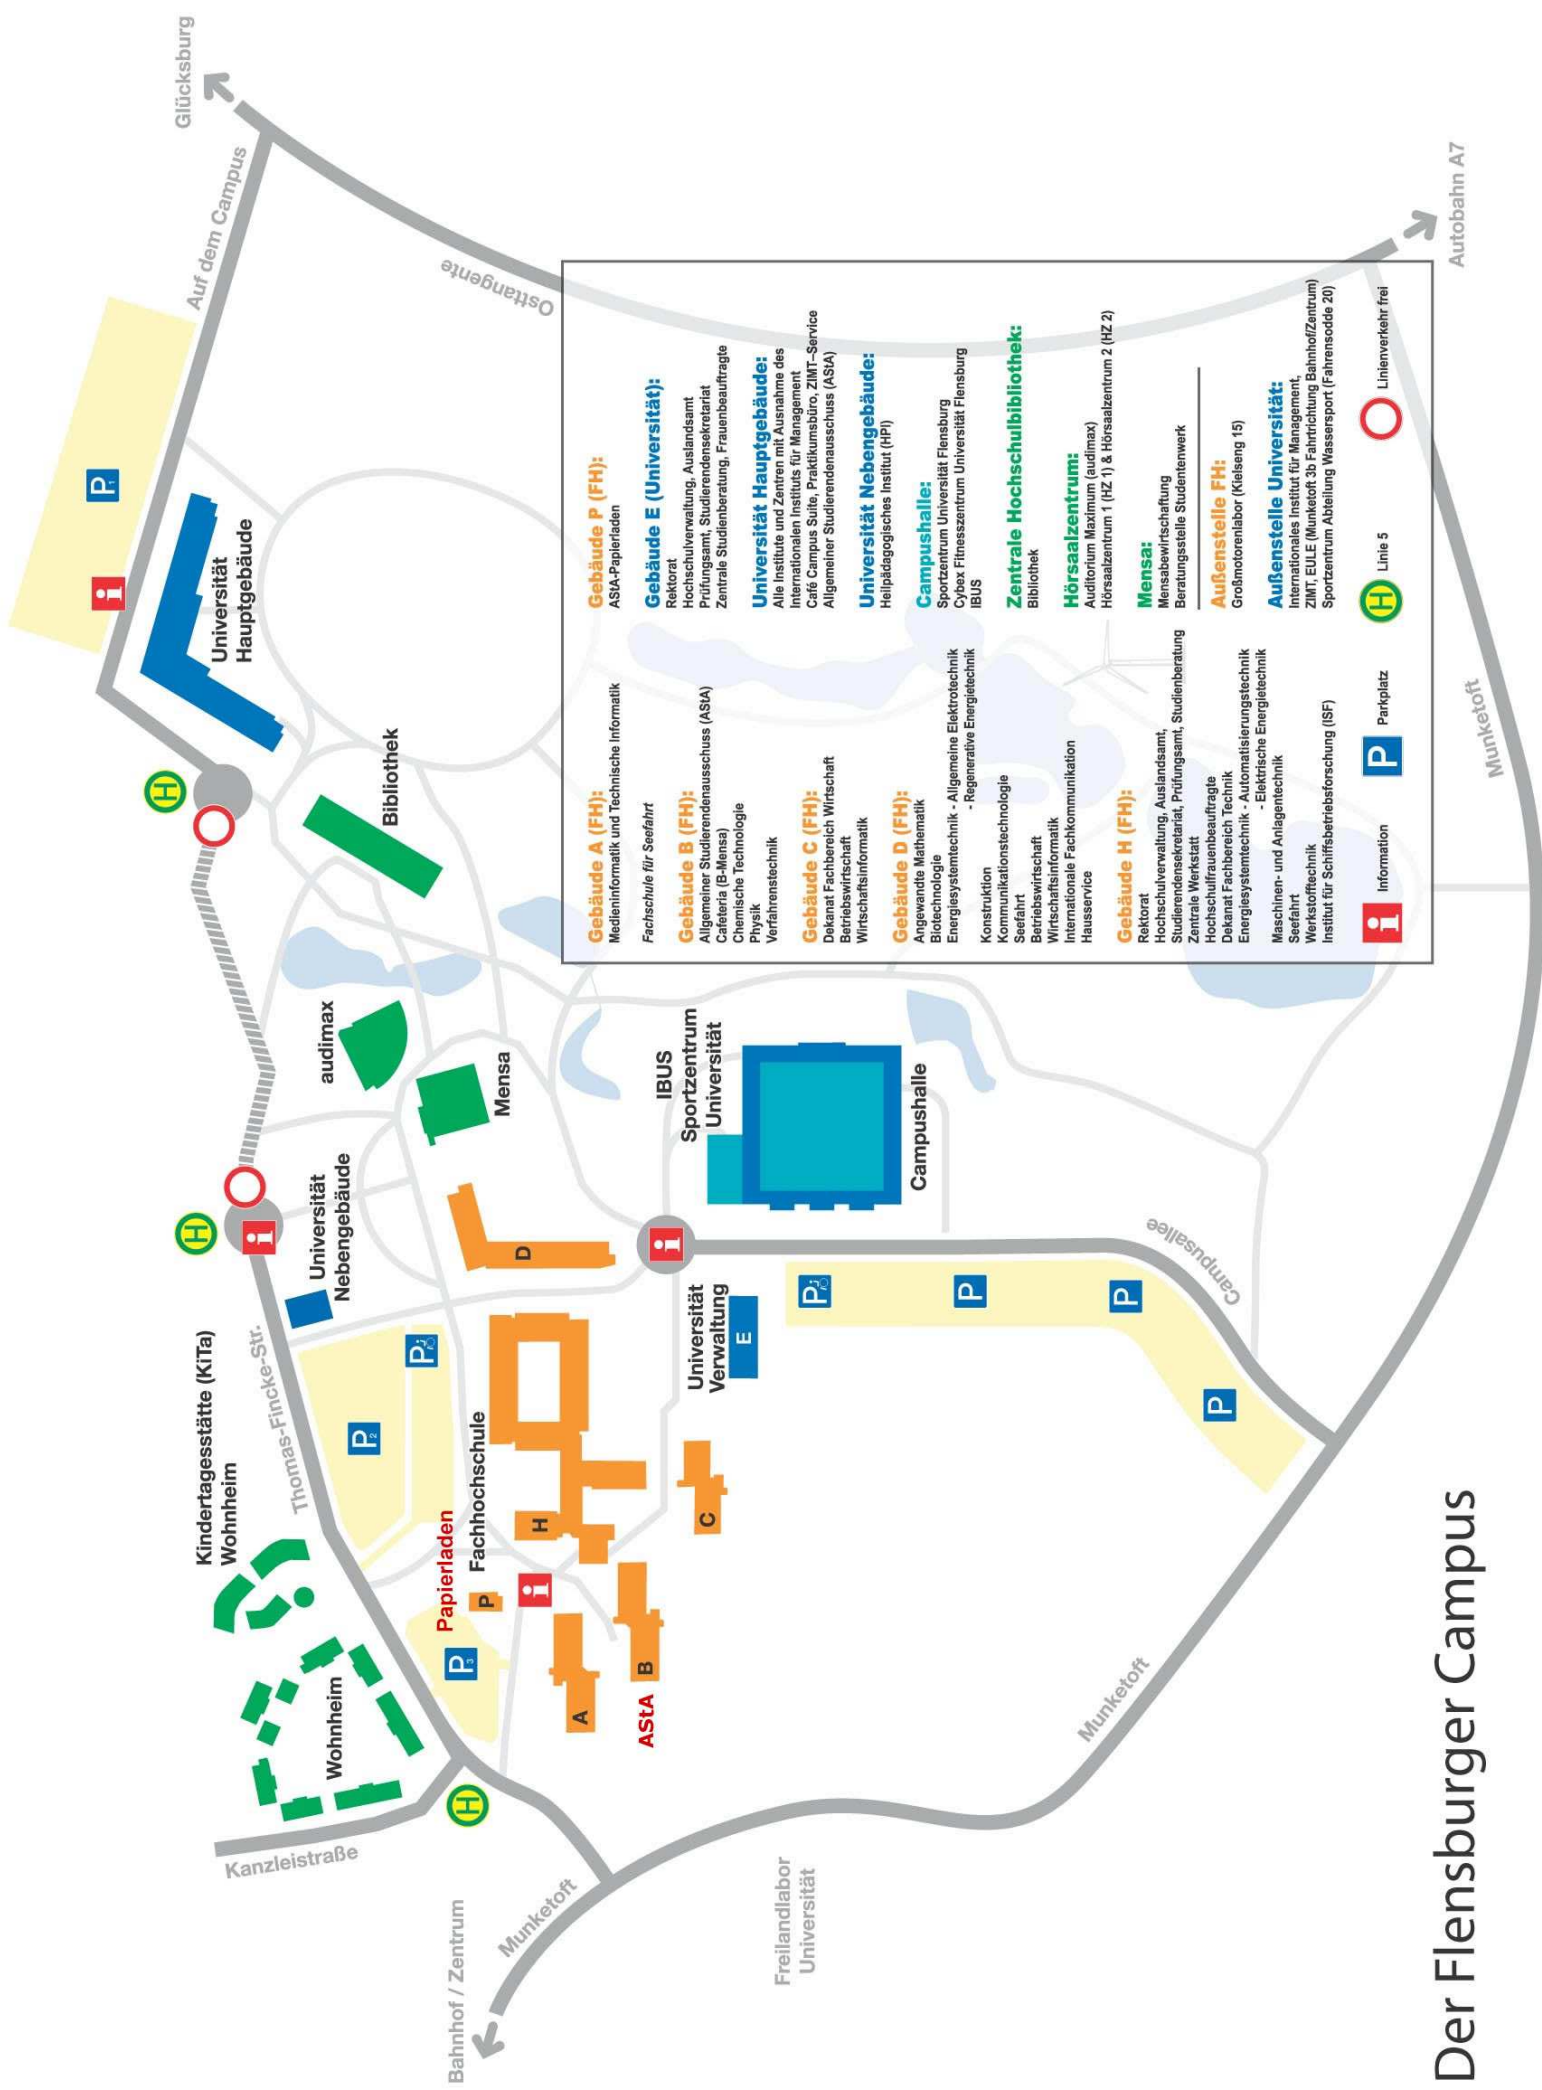 Glücksburg
Auf dem Campus
Osttangente
Autobahn A7
P1
i
Universität
Hauptgebäude
H
Bibliothek
audimax
Mensa
H
i
Universität
Nebengebäude
Kindertagesstätte (KiTa)
Wohnheim
Thomas-Fincke-Str.
P2
P
Wohnheim
Kanzleistraße
H
Papierladen
P3
Fachhochschule
P
i
H
D
A
B
AStA
C
i
IBUS
Sportzentrum
Universität
Campushalle
Universität
Verwaltung
E
P
P
P
P
Campusallee
Munketoft
Munketoft
Munketoft
Bahnhof / Zentrum
Freilandlabor
Universität
Gebäude A (FH):
Medieninformatik und Technische Informatik
Fachschule für Seefahrt
Gebäude B (FH):
Allgemeiner Studierendenausschuss (AStA)
Cafeteria (B-Mensa)
Chemische Technologie
Physik
Verfahrenstechnik
Gebäude C (FH):
Dekanat Fachbereich Wirtschaft
Betriebswirtschaft
Wirtschaftsinformatik
Gebäude D (FH):
Angewandte Mathematik
Biotechnologie
Energiesystemtechnik - Allgemeine Elektrotechnik
- Regenerative Energietechnik
Konstruktion
Kommunikationstechnologie
Seefahrt
Betriebswirtschaft
Wirtschaftsinformatik
Internationale Fachkommunikation
Hausservice
Gebäude H (FH):
Rektorat
Hochschulverwaltung, Auslandsamt,
Studierendensekretariat, Prüfungsamt, Studienberatung
Zentrale Werkstatt
Hochschulfrauenbeauftragte
Dekanat Fachbereich Technik
Energiesystemtechnik - Automatisierungstechnik
- Elektrische Energietechnik
Maschinen- und Anlagentechnik
Seefahrt
Werkstofftechnik
Institut für Schiffsbetriebsforschung (ISF)
Gebäude P (FH):
AStA-Papierladen
Gebäude E (Universität):
Rektorat
Hochschulverwaltung, Auslandsamt
Prüfungsamt, Studierendensekretariat
Zentrale Studienberatung, Frauenbeauftragte
Universität Hauptgebäude:
Alle Institute und Zentren mit Ausnahme des
Internationalen Instituts für Management
Café Campus Suite, Praktikumsbüro, ZIMT–Service
Allgemeiner Studierendenausschuss (AStA)
Universität Nebengebäude:
Heilpädagogisches Institut (HPI)
Campushalle:
Sportzentrum Universität Flensburg
Cybex Fitnesszentrum Universität Flensburg
IBUS
Zentrale Hochschulbibliothek:
Bibliothek
Hörsaalzentrum:
Auditorium Maximum (audimax)
Hörsaalzentrum 1 (HZ 1) & Hörsaalzentrum 2 (HZ 2)
Mensa:
Mensabewirtschaftung
Beratungsstelle Studentenwerk
Außenstelle FH:
Großmotorenlabor (Kielseng 15)
Außenstelle Universität:
Internationales Institut für Management,
ZIMT, EULE (Munketoft 3b Fahrtrichtung Bahnhof/Zentrum)
Sportzentrum Abteilung Wassersport (Fahrensodde 20)
i Information
P Parkplatz
H Linie 5
Linienverkehr frei
Der Flensburger Campus